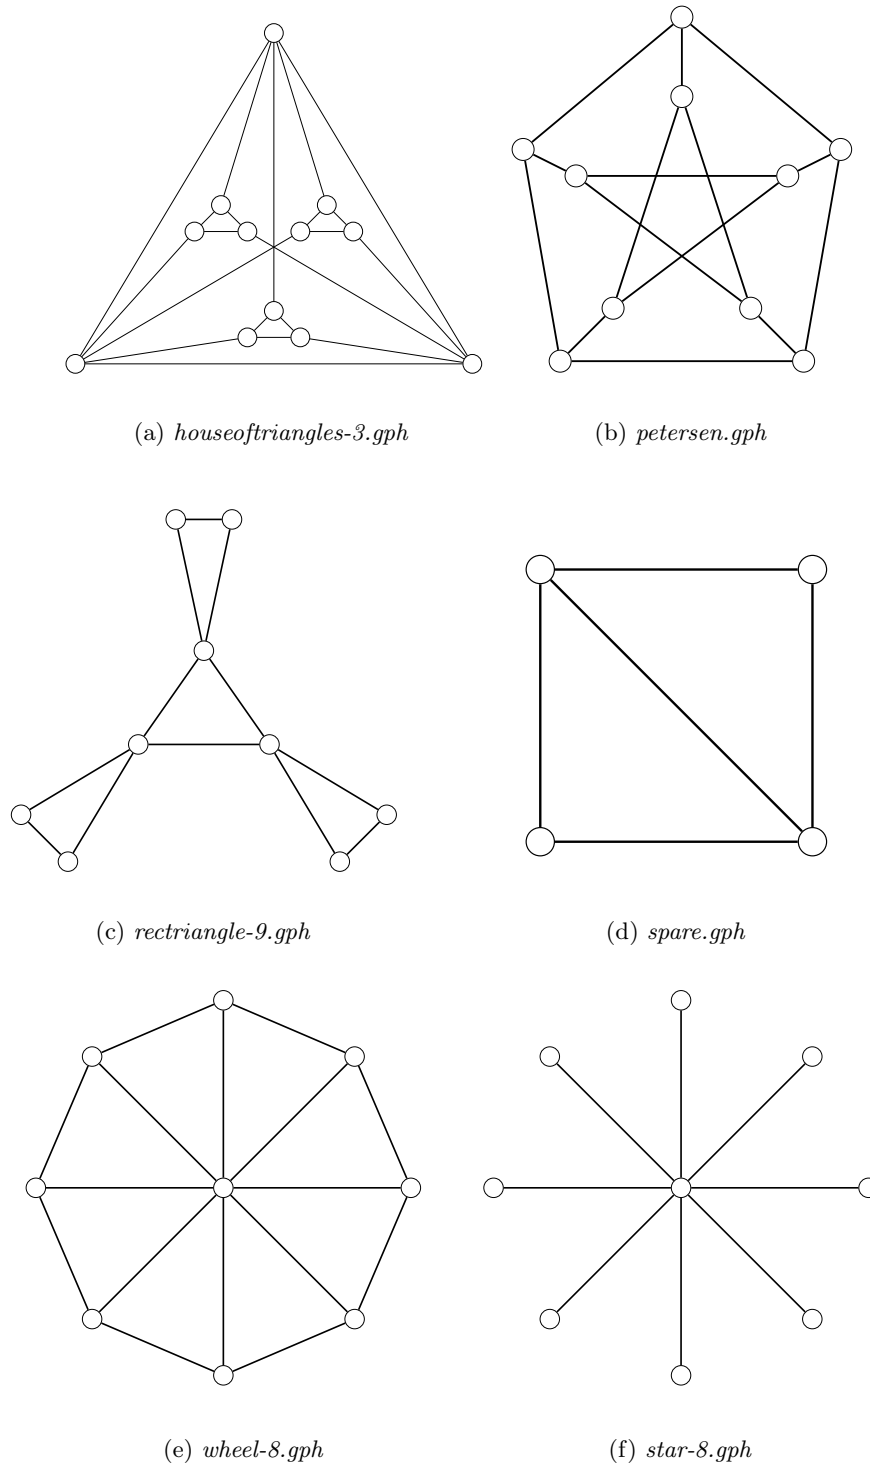 (a) houseoftriangles-3.gph
(b) petersen.gph
(c) rectriangle-9.gph
(d) spare.gph
(e) wheel-8.gph
(f) star-8.gph